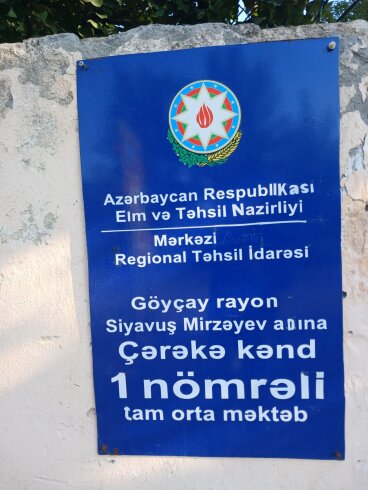 Azərbaycan Respublikası
Elm və Təhsil Nazirliyi
Mərkəzi
Regional Təhsil İdarəsi
Göyçay rayon
Siyavuş Mirzəyev adına
Çərəkə kənd
1 nömrəli
tam orta məktəb